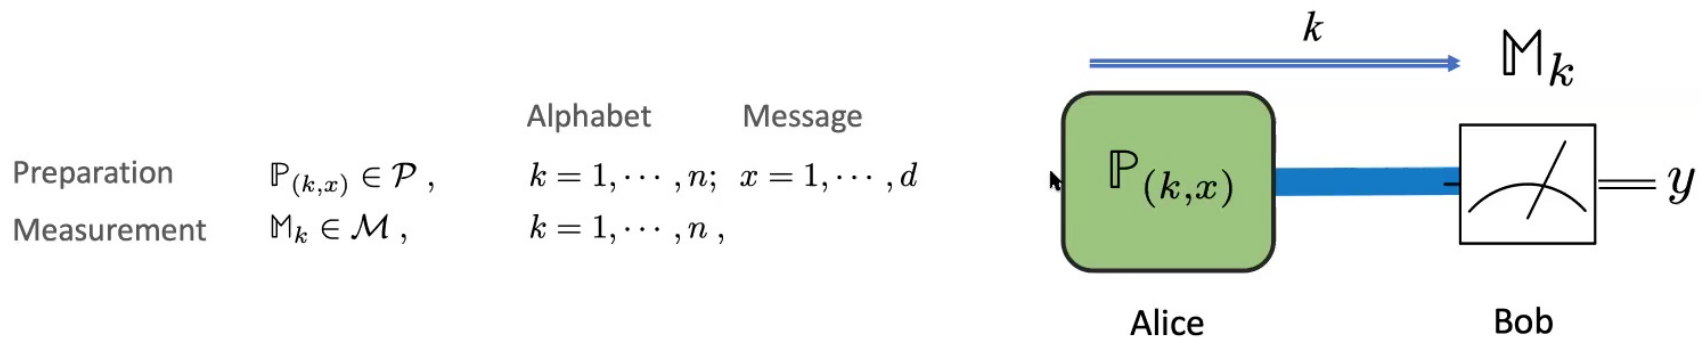 k
𝕄_k
Alphabet Message
Preparation ℙ_(k,x) ∈ 𝒫 , k = 1, ⋯ , n; x = 1, ⋯ , d
Measurement 𝕄_k ∈ ℳ , k = 1, ⋯ , n ,
ℙ_(k,x)
y
Alice
Bob